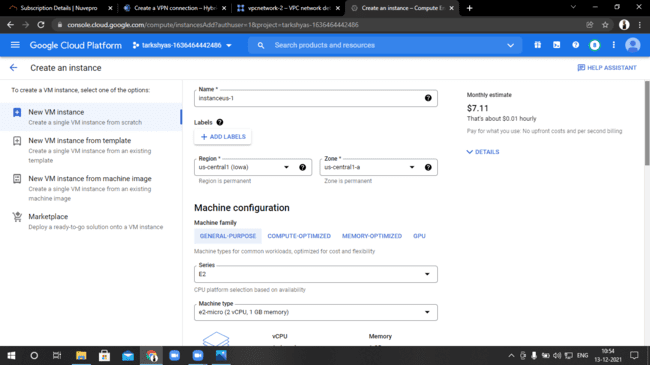 Subscription Details | Nuvepro
Create a VPN connection – Hybri
vpcnetwork-2 – VPC network de
Create an instance – Compute E
console.cloud.google.com/compute/instancesAdd?authuser=1&project=tarkshyas-1636464442486
Google Cloud Platform
tarkshyas-1636464442486
Search products and resources
8
Create an instance
HELP ASSISTANT
To create a VM instance, select one of the options:
New VM instance
Create a single VM instance from scratch
New VM instance from template
Create a single VM instance from an existing
template
New VM instance from machine image
Create a single VM instance from an existing
machine image
Marketplace
Deploy a ready-to-go solution onto a VM instance
Name *
instanceus-1
Labels
+ ADD LABELS
Region *
us-central1 (Iowa)
Region is permanent
Zone *
us-central1-a
Zone is permanent
Machine configuration
Machine family
GENERAL-PURPOSE
COMPUTE-OPTIMIZED
MEMORY-OPTIMIZED
GPU
Machine types for common workloads, optimized for cost and flexibility
Series
E2
CPU platform selection based on availability
Machine type
e2-micro (2 vCPU, 1 GB memory)
vCPU
Memory
Monthly estimate
$7.11
That's about $0.01 hourly
Pay for what you use: No upfront costs and per second billing
DETAILS
ENG
10:54
13-12-2021